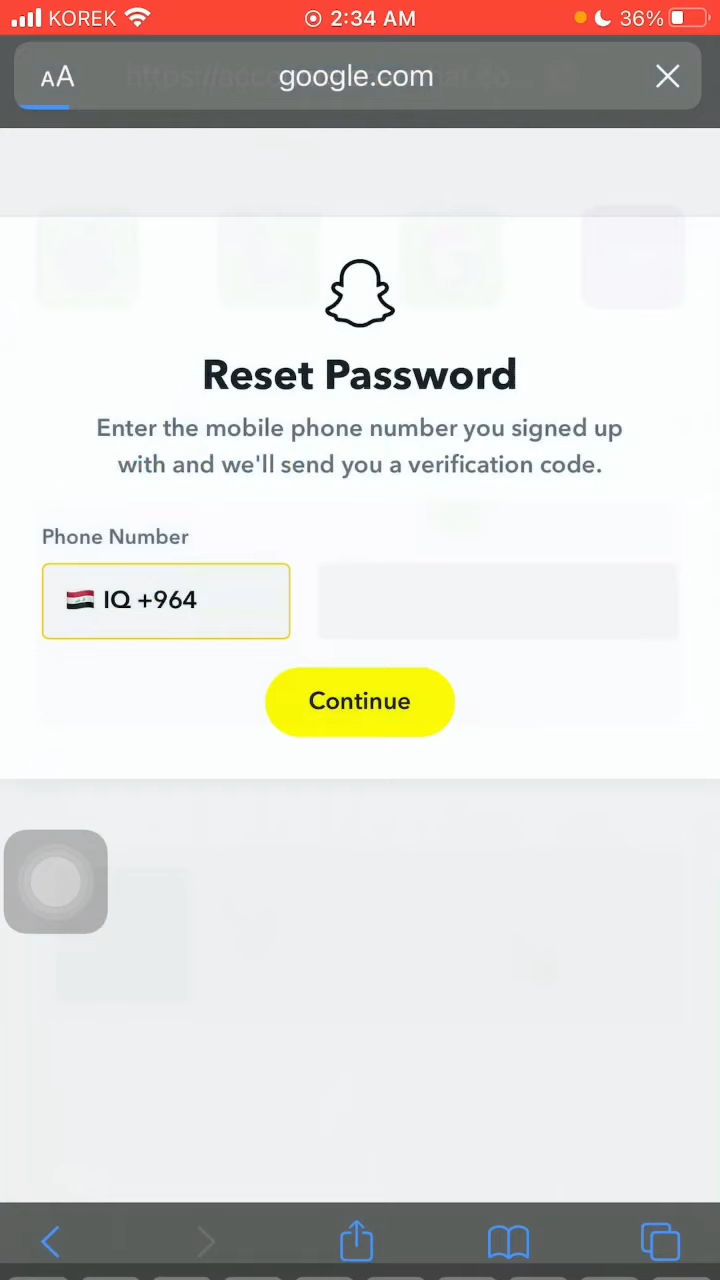 KOREK 2:34 AM 36%
AA google.com
Reset Password
Enter the mobile phone number you signed up
with and we'll send you a verification code.
Phone Number
IQ +964
Continue